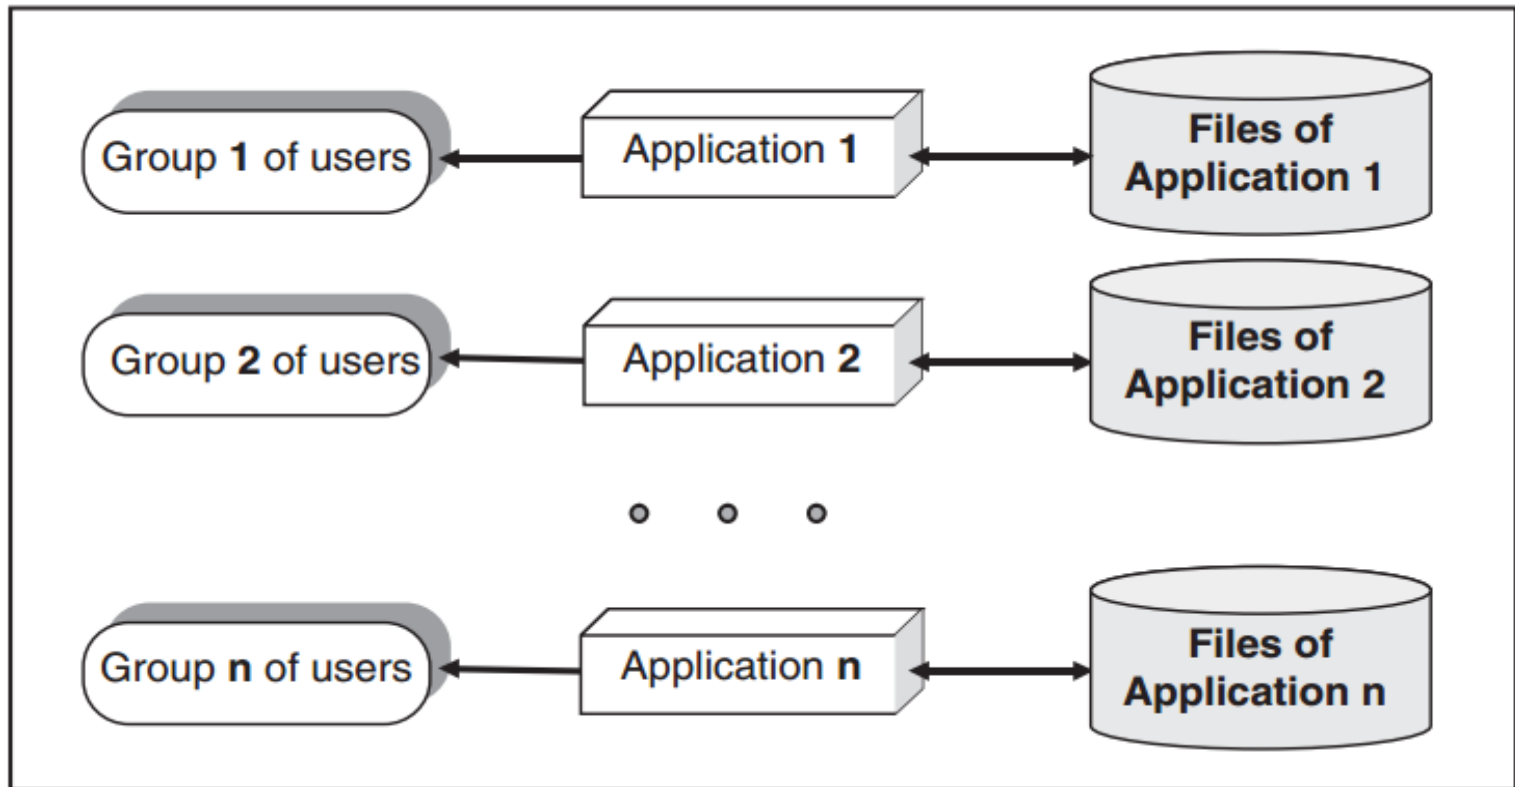 Group 1 of users
Application 1
Files of
Application 1
Group 2 of users
Application 2
Files of
Application 2
Group n of users
Application n
Files of
Application n